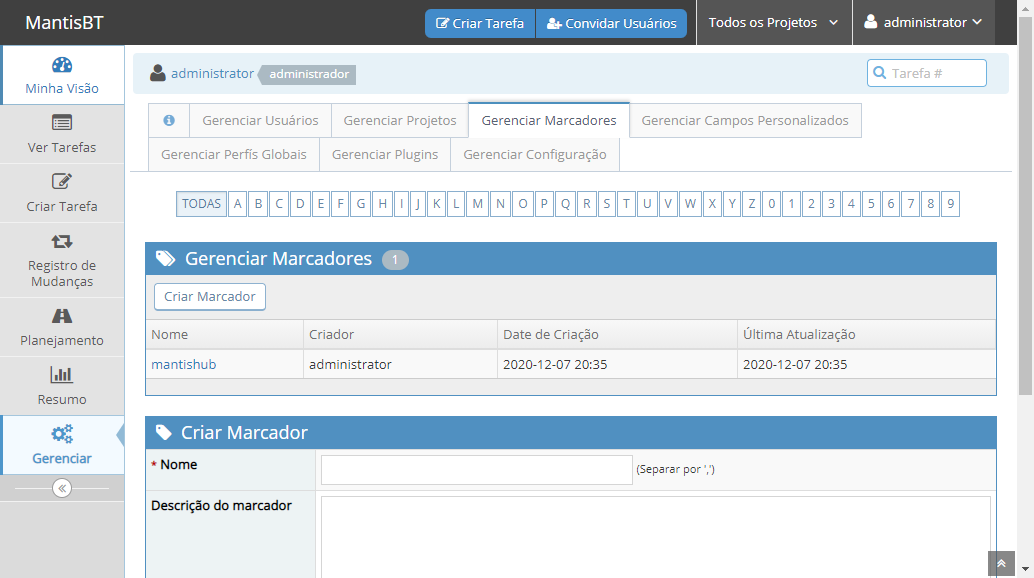 MantisBT
Criar Tarefa
Convidar Usuários
Todos os Projetos
administrator
Minha Visão
Ver Tarefas
Criar Tarefa
Registro de
Mudanças
Planejamento
Resumo
Gerenciar
administrator
administrador
Tarefa #
Gerenciar Usuários
Gerenciar Projetos
Gerenciar Marcadores
Gerenciar Campos Personalizados
Gerenciar Perfís Globais
Gerenciar Plugins
Gerenciar Configuração
TODAS A B C D E F G H I J K L M N O P Q R S T U V W X Y Z 0 1 2 3 4 5 6 7 8 9
Gerenciar Marcadores 1
Criar Marcador
Nome Criador Date de Criação Última Atualização
mantishub administrator 2020-12-07 20:35 2020-12-07 20:35
Criar Marcador
* Nome (Separar por ',')
Descrição do marcador